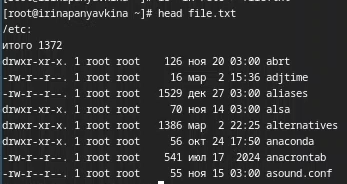 [root@irinapanyavkina ~]# head file.txt
/etc:
итого 1372
drwxr-xr-x. 1 root root 126 ноя 20 03:00 abrt
-rw-r--r--. 1 root root 16 мар 2 15:36 adjtime
-rw-r--r--. 1 root root 1529 дек 27 03:00 aliases
drwxr-xr-x. 1 root root 70 ноя 14 03:00 alsa
drwxr-xr-x. 1 root root 1386 мар 2 22:25 alternatives
drwxr-xr-x. 1 root root 56 окт 24 17:50 anaconda
-rw-r--r--. 1 root root 541 июл 17 2024 anacrontab
-rw-r--r--. 1 root root 55 ноя 15 03:00 asound.conf